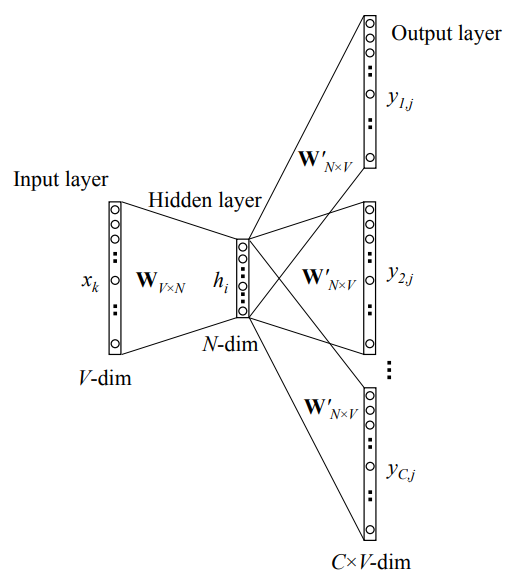 Output layer
y1,j
W'N×V
Input layer
Hidden layer
xk
WV×N
hi
W'N×V
y2,j
N-dim
V-dim
W'N×V
yC,j
C×V-dim